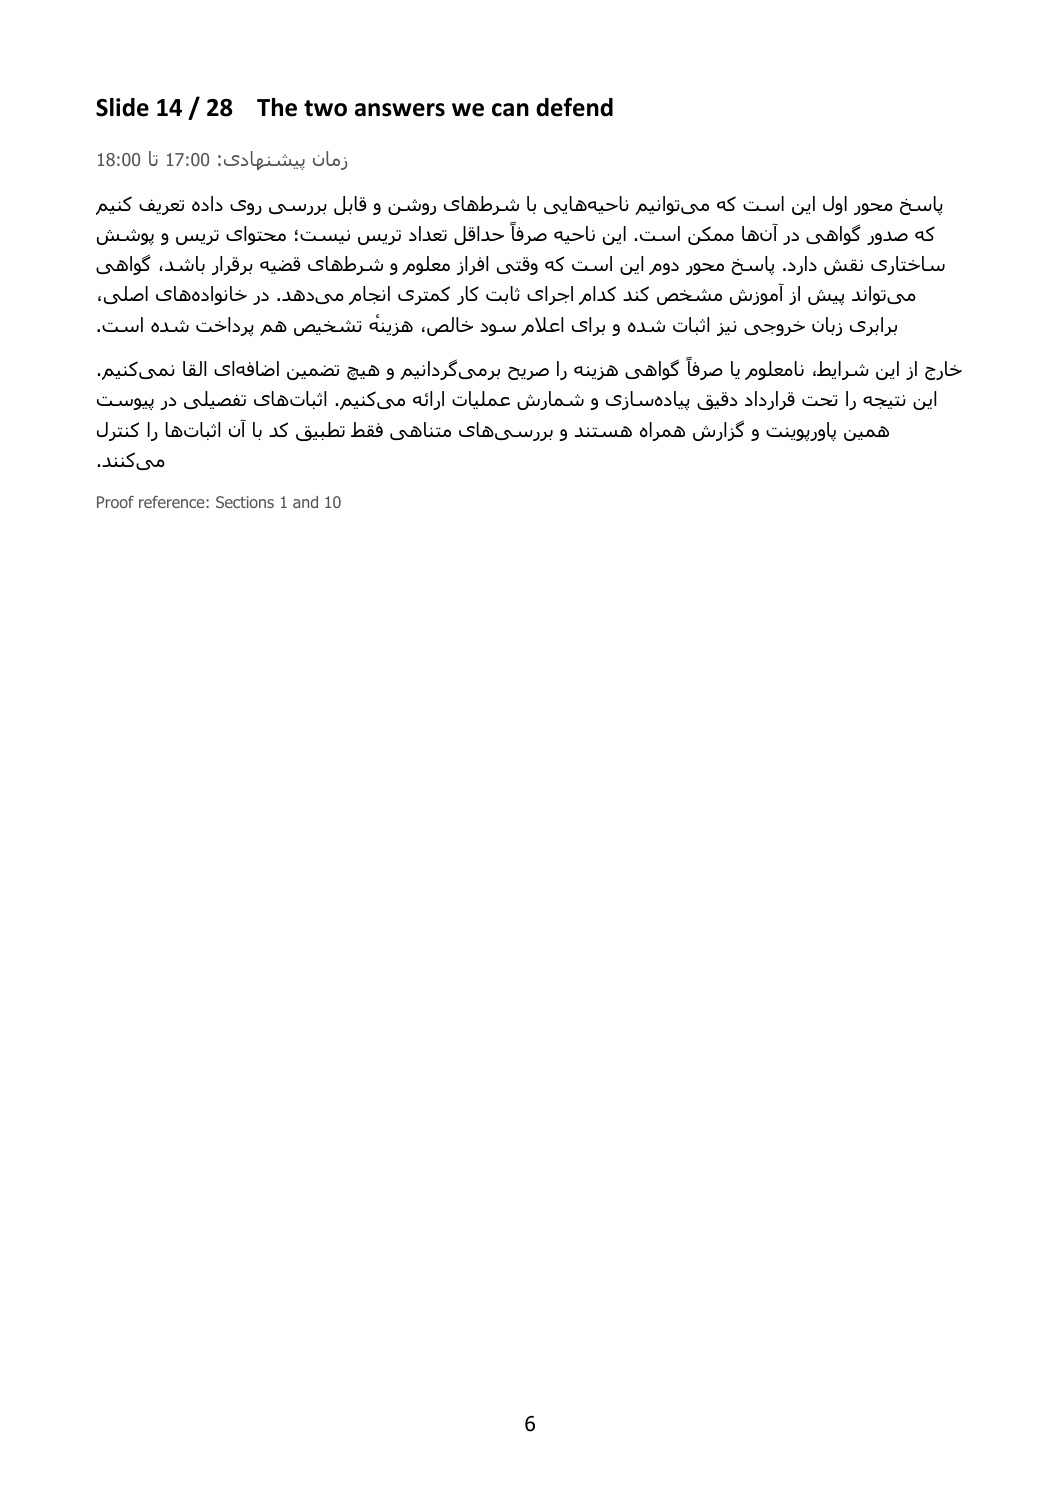 Slide 14 / 28    The two answers we can defend
زمان پیشنهادی: 17:00 تا 18:00
پاسخ محور اول این است که می‌توانیم ناحیه‌هایی با شرط‌های روشن و قابل بررسی روی داده تعریف کنیم
که صدور گواهی در آن‌ها ممکن است. این ناحیه صرفاً حداقل تعداد تریس نیست؛ محتوای تریس و پوشش
ساختاری نقش دارد. پاسخ محور دوم این است که وقتی افراز معلوم و شرط‌های قضیه برقرار باشد، گواهی
می‌تواند پیش از آموزش مشخص کند کدام اجرای ثابت کار کمتری انجام می‌دهد. در خانواده‌های اصلی،
برابری زبان خروجی نیز اثبات شده و برای اعلام سود خالص، هزینهٔ تشخیص هم پرداخت شده است.
خارج از این شرایط، نامعلوم یا صرفاً گواهی هزینه را صریح برمی‌گردانیم و هیچ تضمین اضافه‌ای القا نمی‌کنیم.
این نتیجه را تحت قرارداد دقیق پیاده‌سازی و شمارش عملیات ارائه می‌کنیم. اثبات‌های تفصیلی در پیوست
همین پاورپوینت و گزارش همراه هستند و بررسی‌های متناهی فقط تطبیق کد با آن اثبات‌ها را کنترل
می‌کنند.
Proof reference: Sections 1 and 10
6